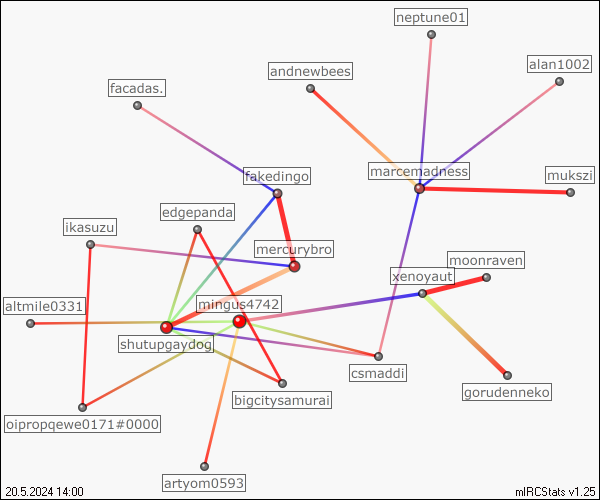 neptune01
alan1002
andnewbees
facadas.
marcemadness
mukszi
fakedingo
edgepanda
ikasuzu
mercurybro
moonraven
xenoyaut
altmile0331
mingus4742
shutupgaydog
csmaddi
gorudenneko
bigcitysamurai
oipropqewe0171#0000
artyom0593
20.5.2024 14:00
mIRCStats v1.25